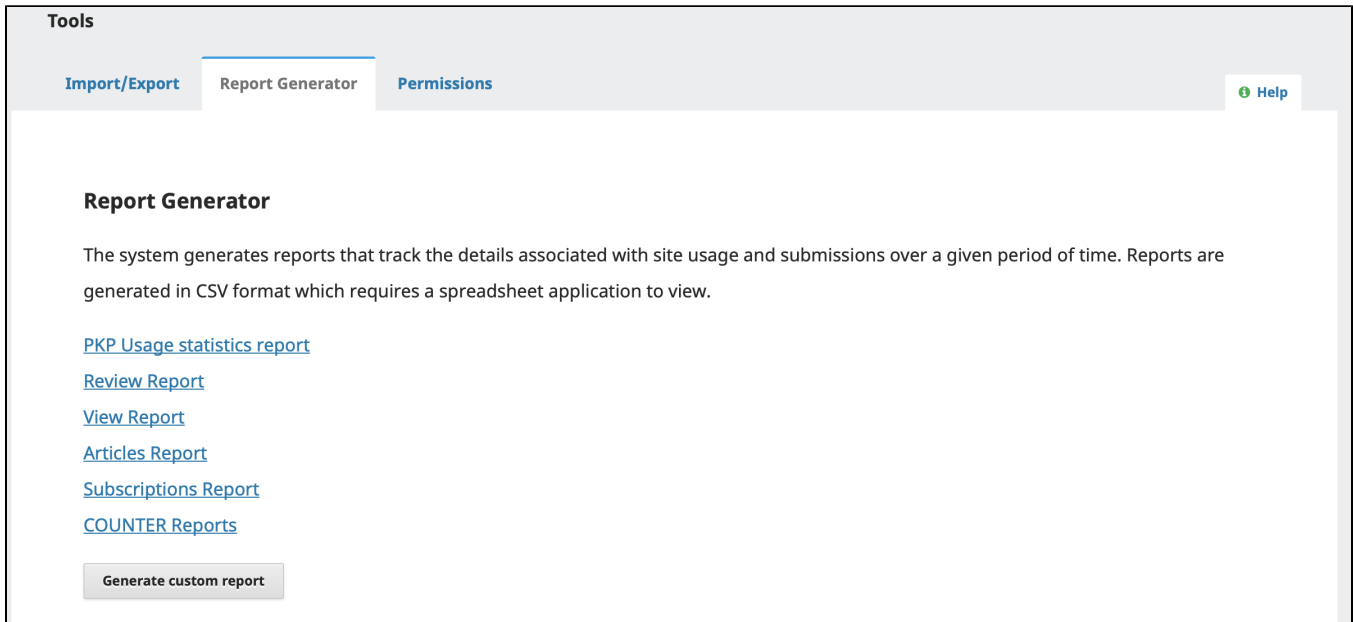 Tools
Import/Export
Report Generator
Permissions
Help
Report Generator
The system generates reports that track the details associated with site usage and submissions over a given period of time. Reports are
generated in CSV format which requires a spreadsheet application to view.
PKP Usage statistics report
Review Report
View Report
Articles Report
Subscriptions Report
COUNTER Reports
Generate custom report